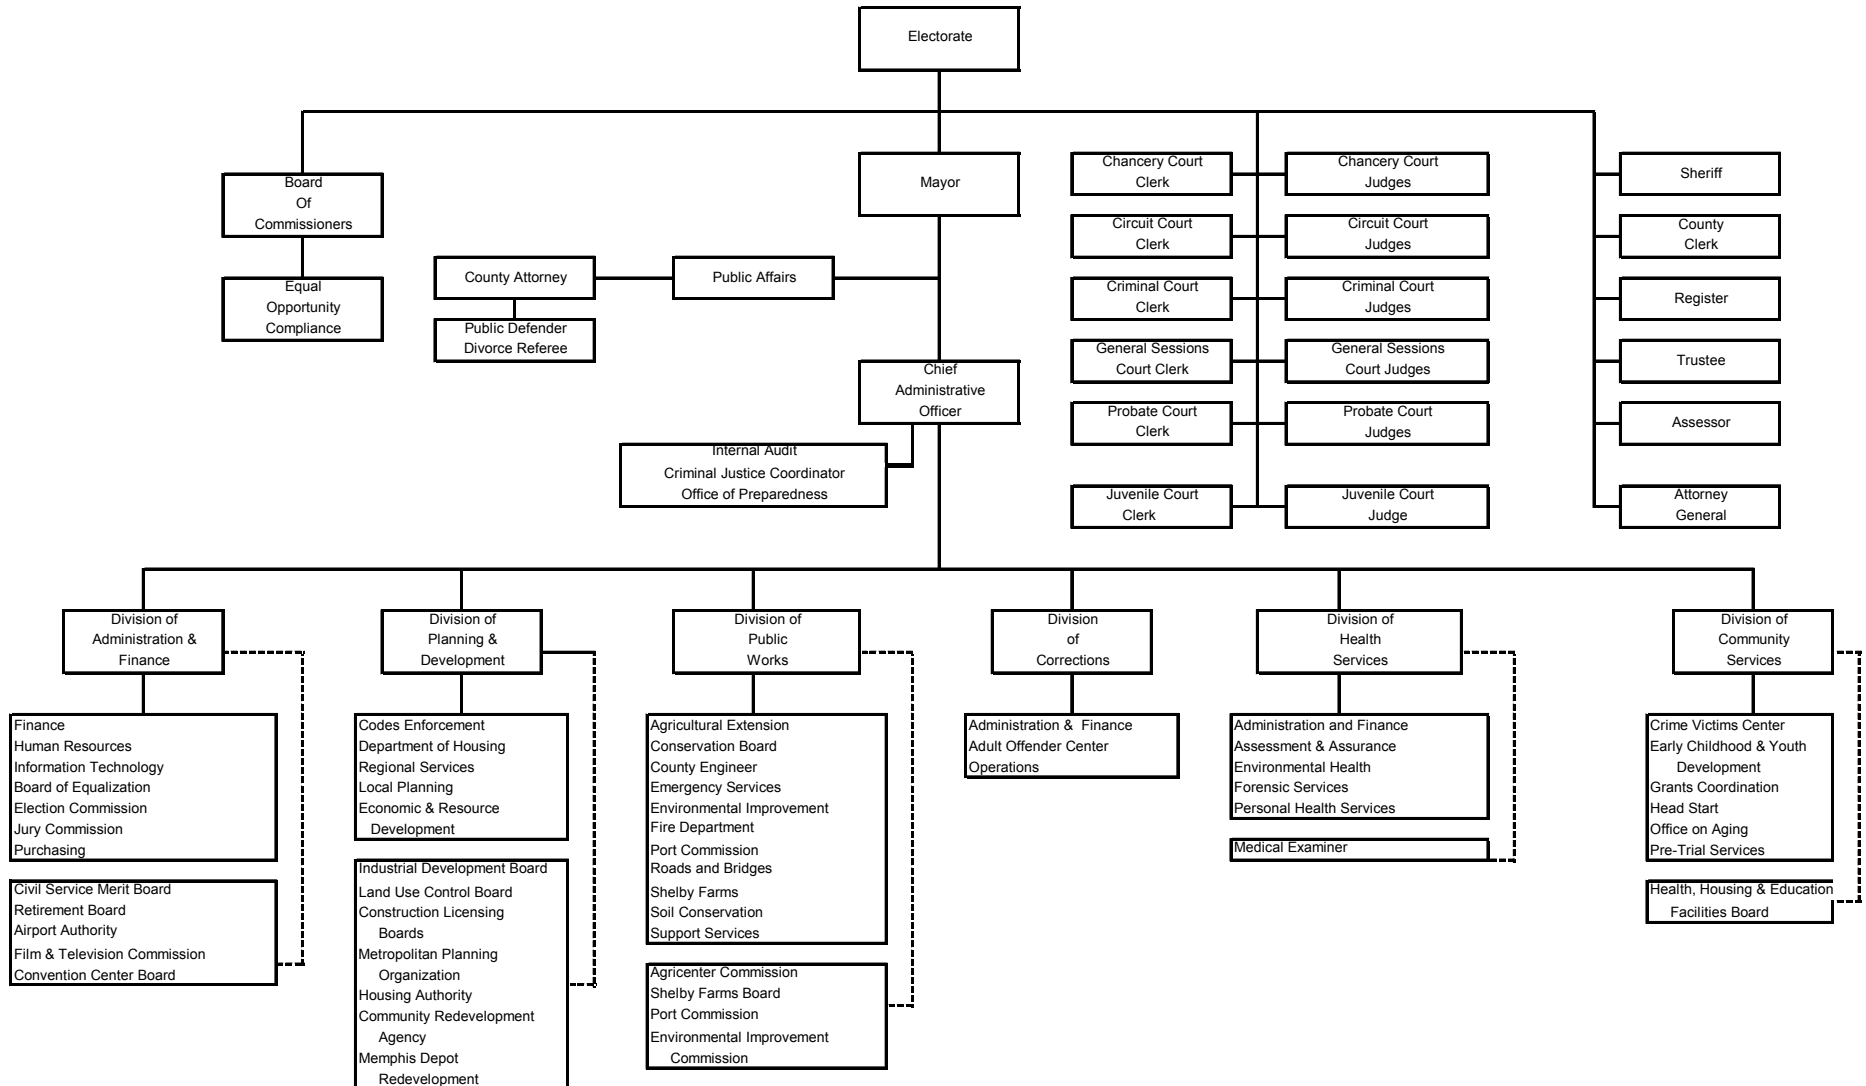 Electorate
Board
Of
Commissioners
Equal
Opportunity
Compliance
Mayor
County Attorney
Public Affairs
Public Defender
Divorce Referee
Chief
Administrative
Officer
Internal Audit
Criminal Justice Coordinator
Office of Preparedness
Chancery Court
Clerk
Chancery Court
Judges
Circuit Court
Clerk
Circuit Court
Judges
Criminal Court
Clerk
Criminal Court
Judges
General Sessions
Court Clerk
General Sessions
Court Judges
Probate Court
Clerk
Probate Court
Judges
Juvenile Court
Clerk
Juvenile Court
Judge
Sheriff
County
Clerk
Register
Trustee
Assessor
Attorney
General
Division of
Administration &
Finance
Finance
Human Resources
Information Technology
Board of Equalization
Election Commission
Jury Commission
Purchasing
Civil Service Merit Board
Retirement Board
Airport Authority
Film & Television Commission
Convention Center Board
Division of
Planning &
Development
Codes Enforcement
Department of Housing
Regional Services
Local Planning
Economic & Resource
Development
Industrial Development Board
Land Use Control Board
Construction Licensing
Boards
Metropolitan Planning
Organization
Housing Authority
Community Redevelopment
Agency
Memphis Depot
Redevelopment
Division of
Public
Works
Agricultural Extension
Conservation Board
County Engineer
Emergency Services
Environmental Improvement
Fire Department
Port Commission
Roads and Bridges
Shelby Farms
Soil Conservation
Support Services
Agricenter Commission
Shelby Farms Board
Port Commission
Environmental Improvement
Commission
Division
of
Corrections
Administration & Finance
Adult Offender Center
Operations
Division of
Health
Services
Administration and Finance
Assessment & Assurance
Environmental Health
Forensic Services
Personal Health Services
Medical Examiner
Division of
Community
Services
Crime Victims Center
Early Childhood & Youth
Development
Grants Coordination
Head Start
Office on Aging
Pre-Trial Services
Health, Housing & Education
Facilities Board